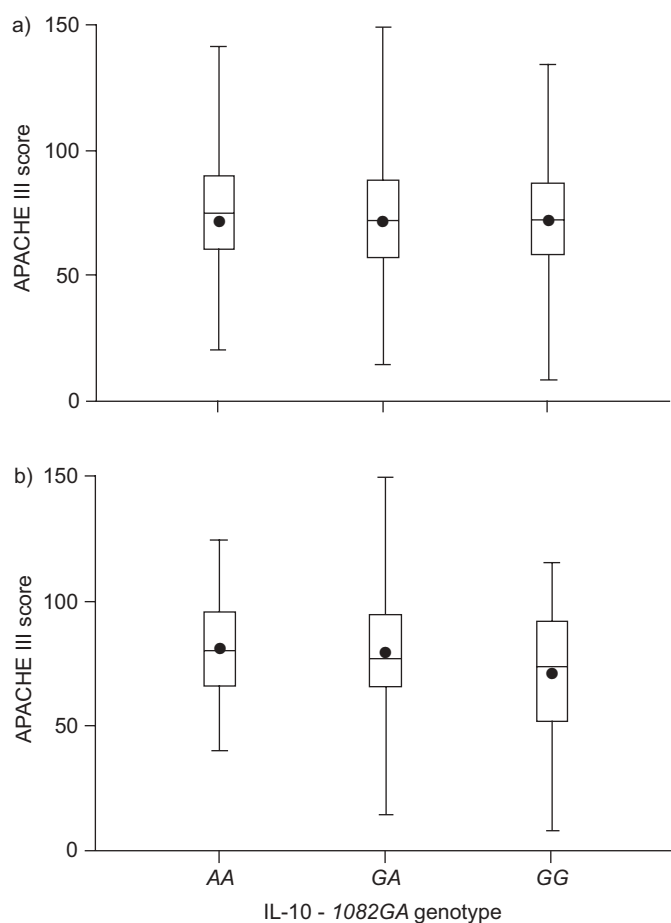 a)
150
100
50
0
APACHE III score
b)
150
100
50
0
APACHE III score
AA GA GG
IL-10 - 1082GA genotype